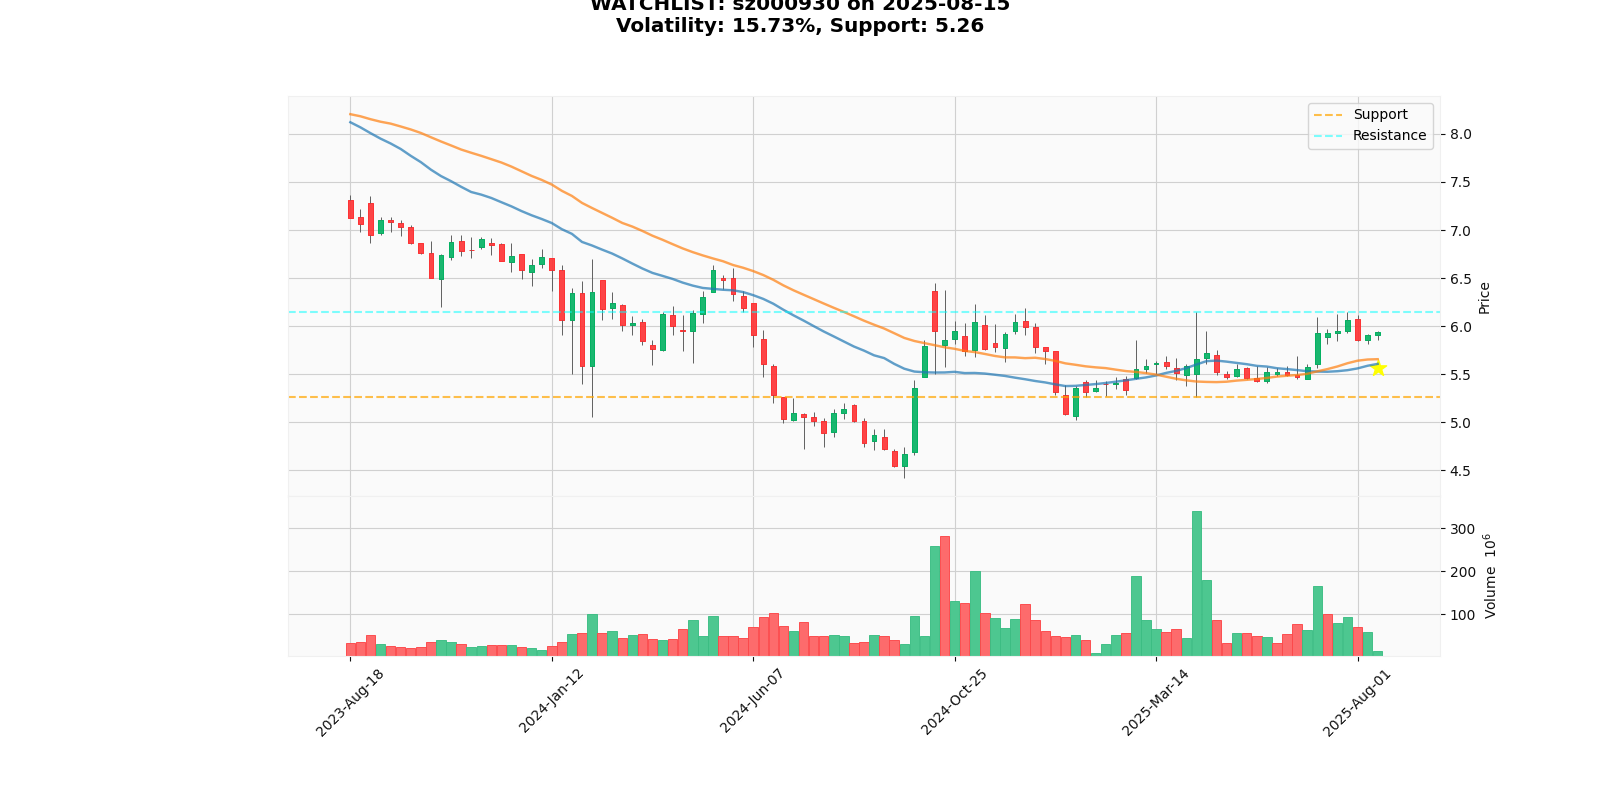 WATCHLIST: sz000930 on 2025-08-15
Volatility: 15.73%, Support: 5.26
Support
Resistance
8.0
7.5
7.0
6.5
6.0
5.5
5.0
4.5
Price
300
200
100
Volume 10⁶
2023-Aug-18
2024-Jan-12
2024-Jun-07
2024-Oct-25
2025-Mar-14
2025-Aug-01